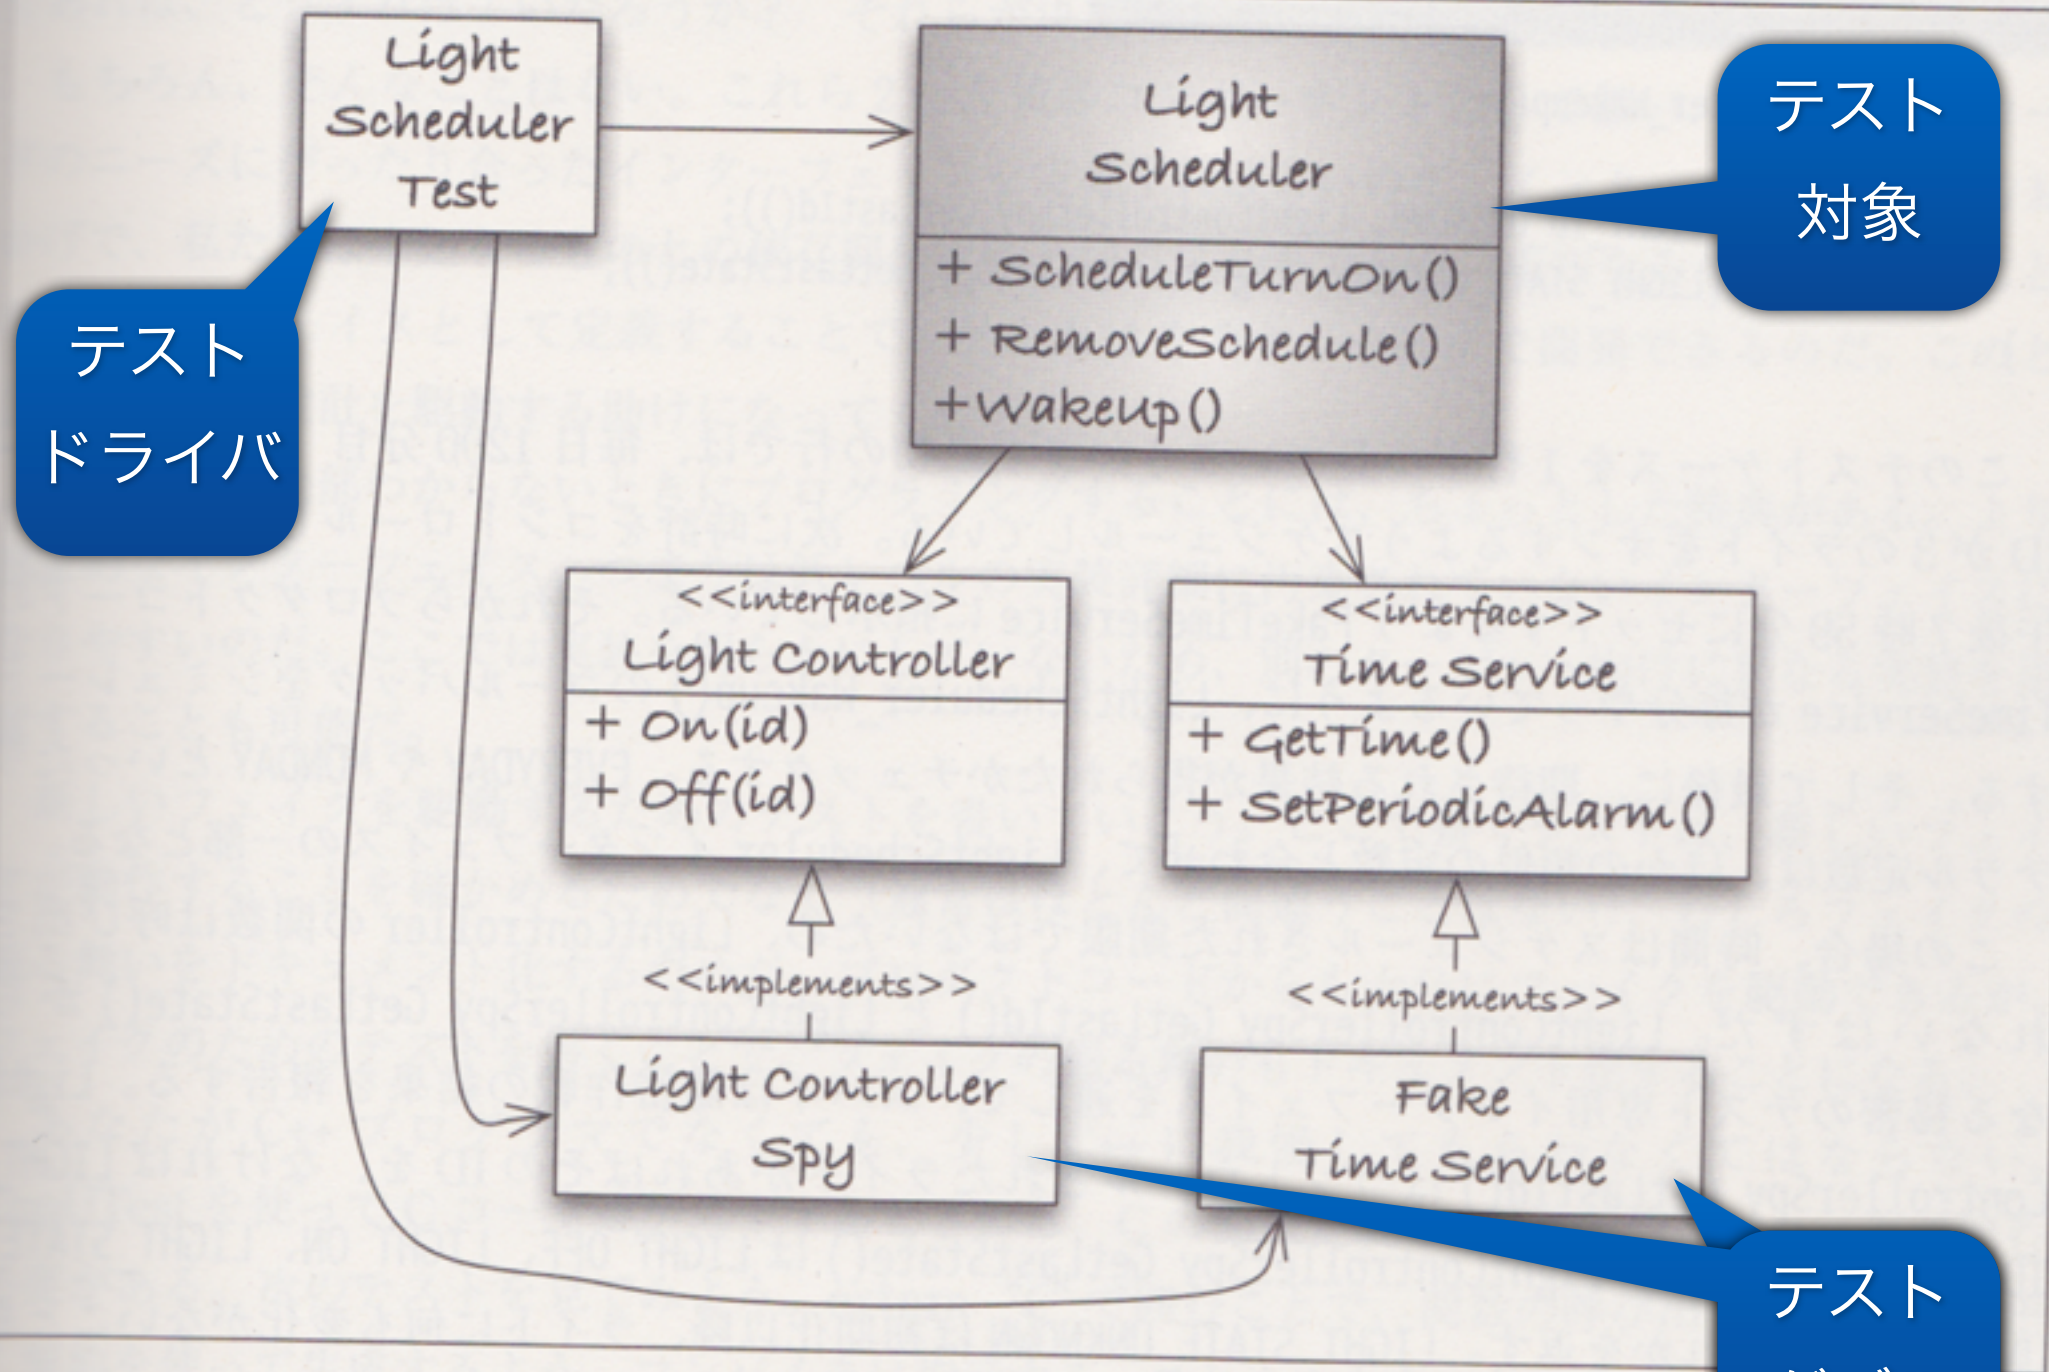 Light
Scheduler
Test
Light
Scheduler
+ ScheduleTurnOn()
+ RemoveSchedule()
+WakeUp()
テスト
対象
テスト
ドライバ
<<interface>>
Light Controller
+ On(id)
+ Off(id)
<<interface>>
Time Service
+ GetTime()
+ SetPeriodicAlarm()
<<implements>>
<<implements>>
Light Controller
Spy
Fake
Time Service
テスト